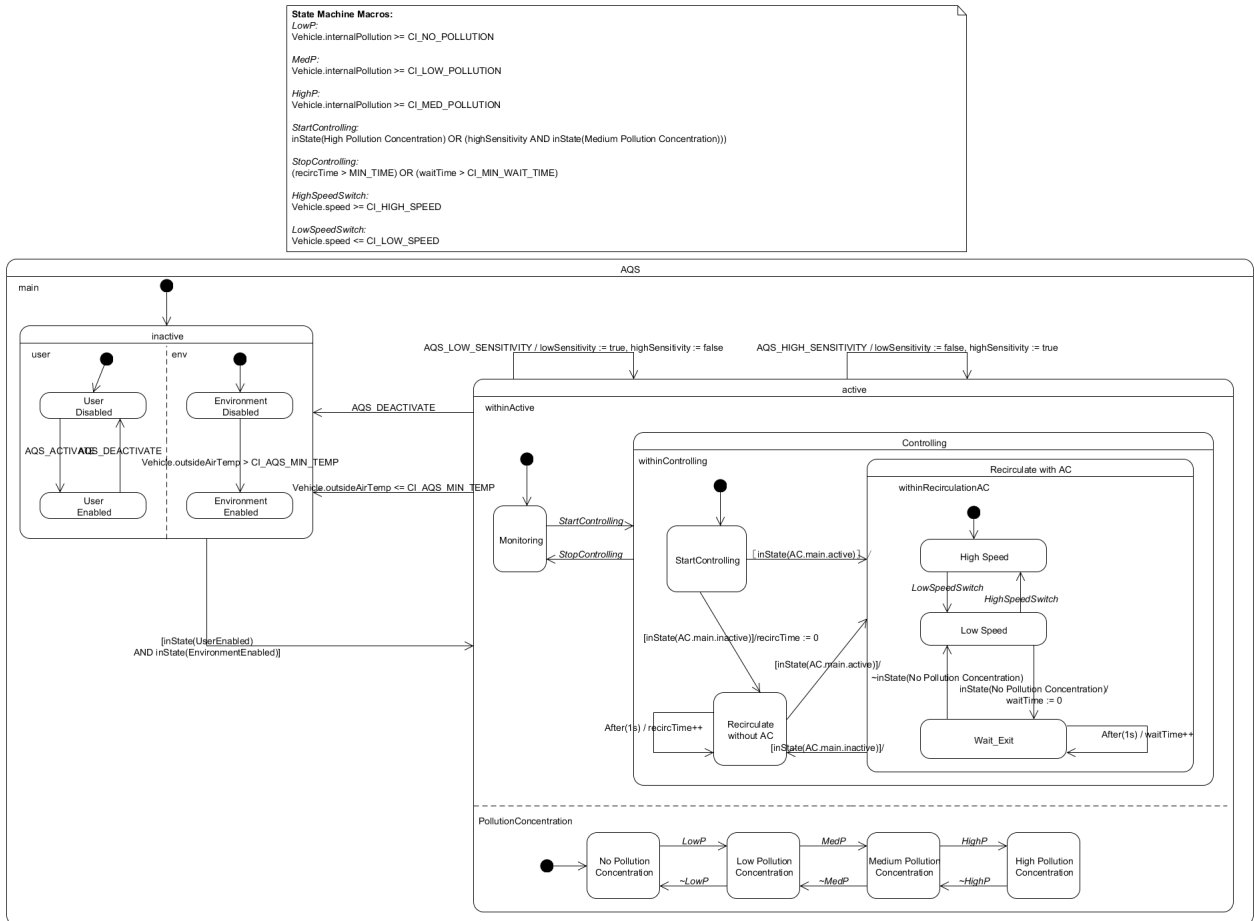 State Machine Macros:
LowP:
Vehicle.internalPollution >= CI_NO_POLLUTION
MedP:
Vehicle.internalPollution >= CI_LOW_POLLUTION
HighP:
Vehicle.internalPollution >= CI_MED_POLLUTION
StartControlling:
inState(High Pollution Concentration) OR (highSensitivity AND inState(Medium Pollution Concentration)))
StopControlling:
(recircTime > MIN_TIME) OR (waitTime > CI_MIN_WAIT_TIME)
HighSpeedSwitch:
Vehicle.speed >= CI_HIGH_SPEED
LowSpeedSwitch:
Vehicle.speed <= CI_LOW_SPEED
AQS
main
inactive
user
env
User
Disabled
Environment
Disabled
AQS_ACTIVATE
AQS_DEACTIVATE
Vehicle.outsideAirTemp > CI_AQS_MIN_TEMP
User
Enabled
Environment
Enabled
AQS_LOW_SENSITIVITY / lowSensitivity := true, highSensitivity := false
AQS_HIGH_SENSITIVITY / lowSensitivity := false, highSensitivity := true
AQS_DEACTIVATE
Vehicle.outsideAirTemp <= CI_AQS_MIN_TEMP
[inState(UserEnabled)
AND inState(EnvironmentEnabled)]
active
withinActive
Monitoring
StartControlling
StopControlling
Controlling
withinControlling
StartControlling
[inState(AC.main.active)]/
[inState(AC.main.inactive)]/recircTime := 0
[inState(AC.main.active)]/
After(1s) / recircTime++
Recirculate
without AC
[inState(AC.main.inactive)]/
Recirculate with AC
withinRecirculationAC
High Speed
LowSpeedSwitch
HighSpeedSwitch
Low Speed
~inState(No Pollution Concentration)
inState(No Pollution Concentration)/
waitTime := 0
Wait_Exit
After(1s) / waitTime++
PollutionConcentration
No Pollution
Concentration
LowP
~LowP
Low Pollution
Concentration
MedP
~MedP
Medium Pollution
Concentration
HighP
~HighP
High Pollution
Concentration